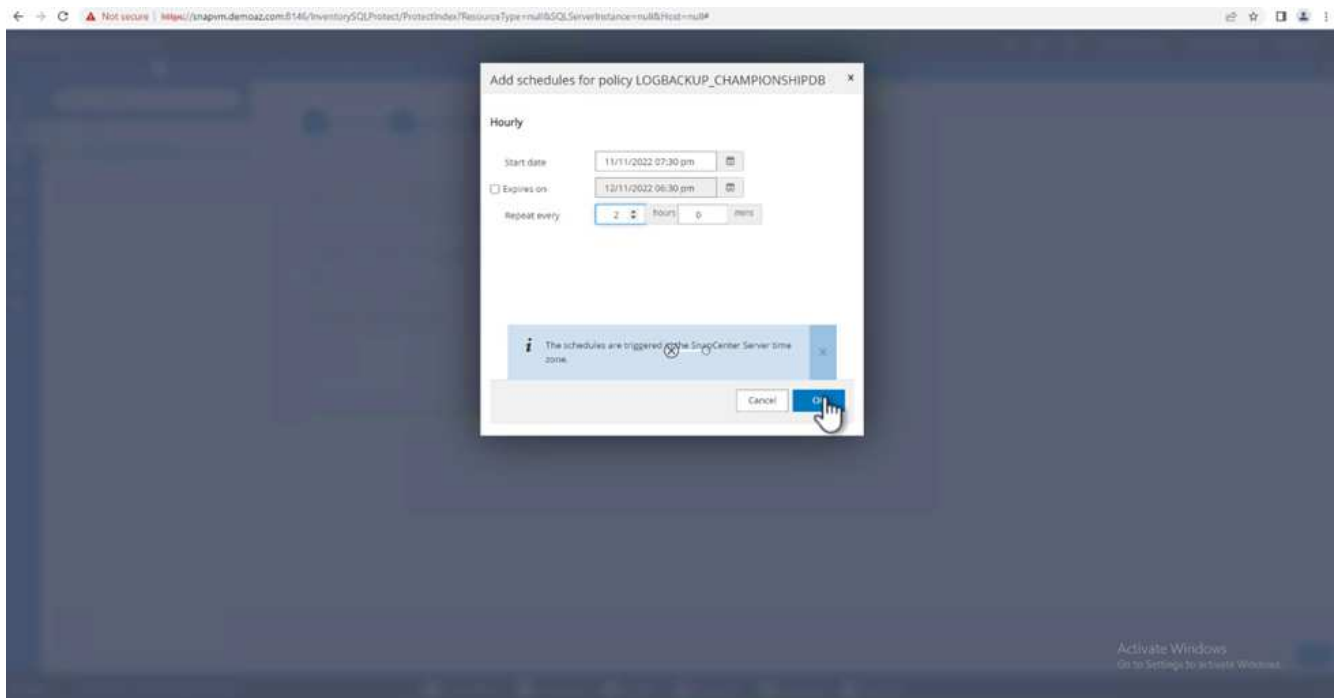 Not secure | https://snapvm.demoaz.com:8146/InventorySQLProtect/ProtectIndex?ResourceType=null&SQLServerInstance=null&Host=null#
Add schedules for policy LOGBACKUP_CHAMPIONSHIPDB x
Hourly
Start date 11/11/2022 07:30 pm
Expires on 12/11/2022 06:30 pm
Repeat every 2 hours 0 mins
i The schedules are triggered the SnapCenter Server time x
zone.
Cancel
Activate Windows
Go to Settings to activate Windows.